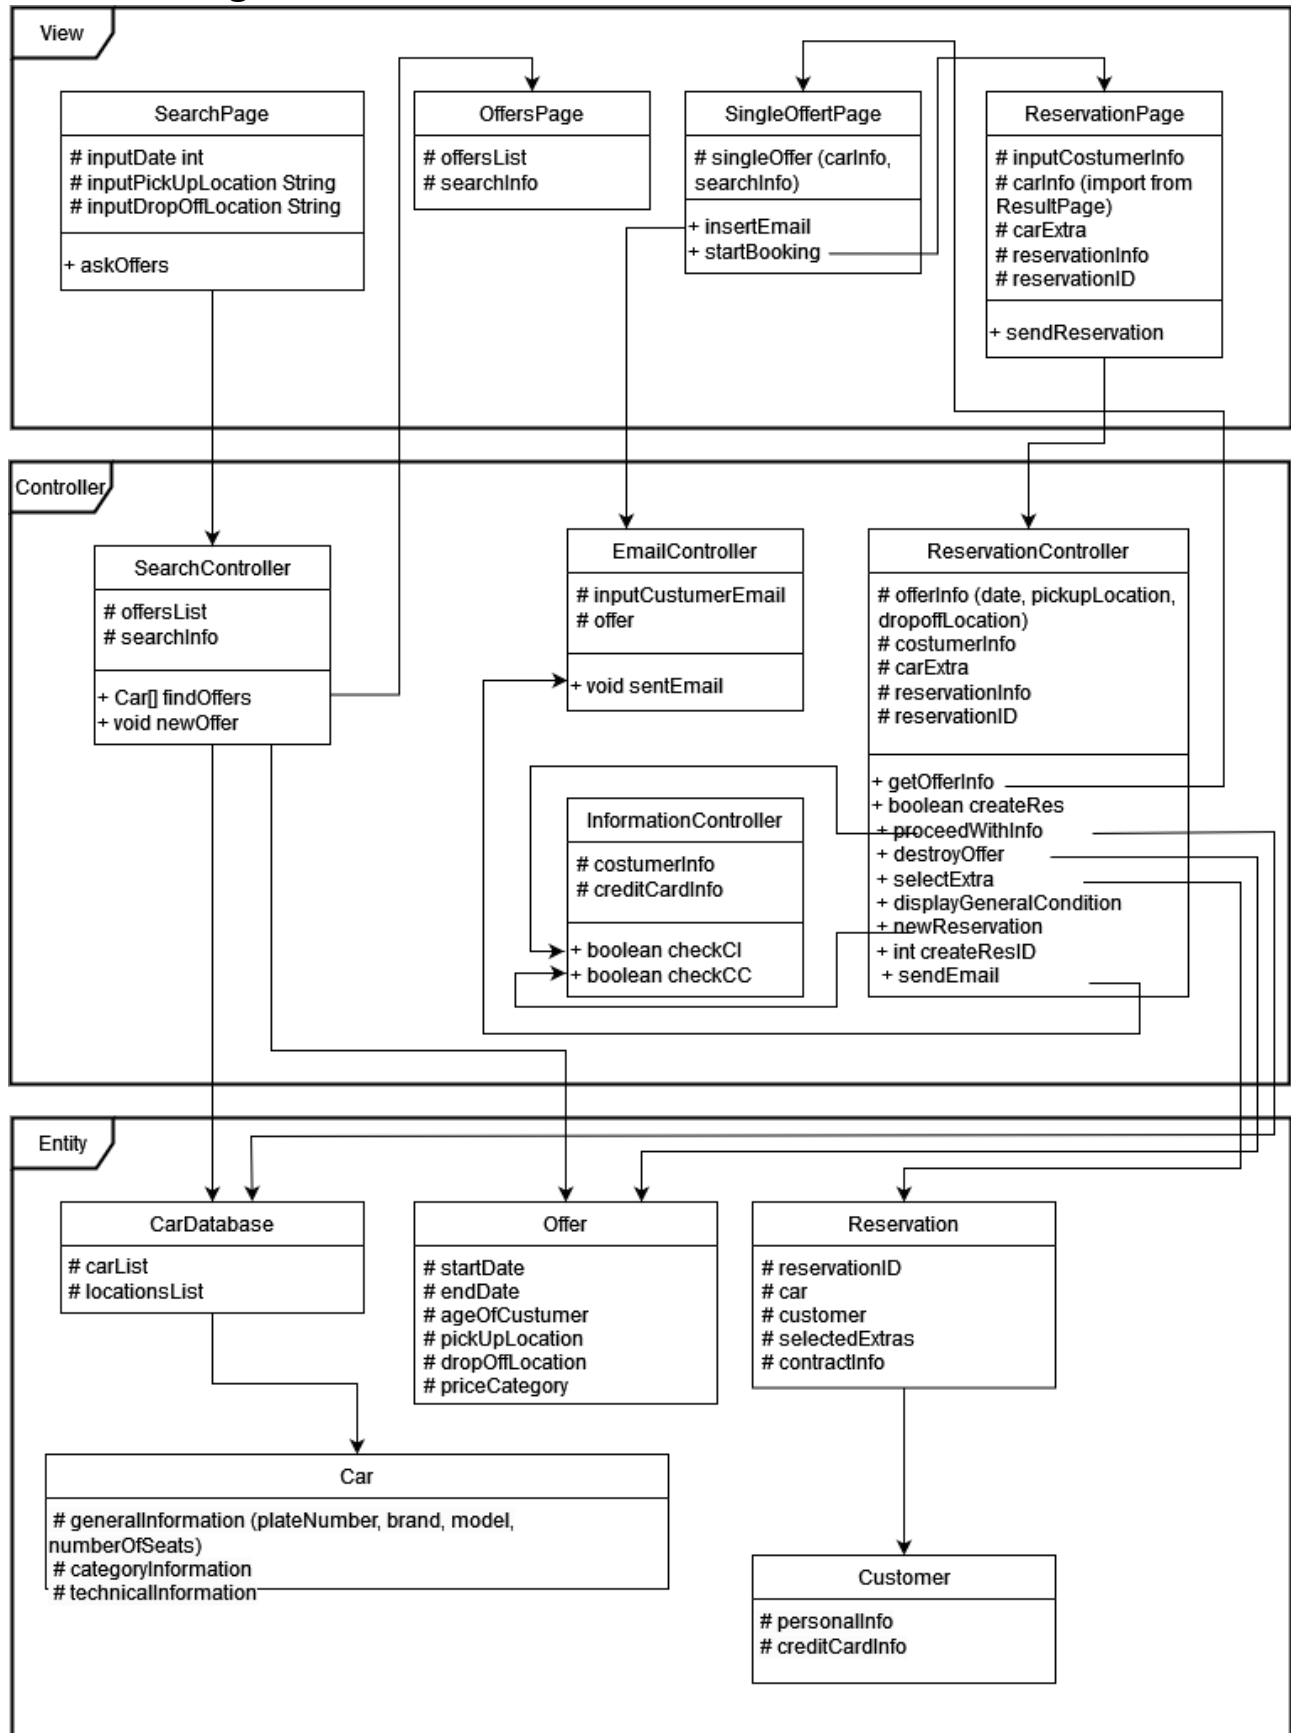 View
SearchPage
# inputDate int
# inputPickUpLocation String
# inputDropOffLocation String
+ askOffers
OffersPage
# offersList
# searchInfo
SingleOffertPage
# singleOffer (carInfo,
searchInfo)
+ insertEmail
+ startBooking
ReservationPage
# inputCostumerInfo
# carInfo (import from
ResultPage)
# carExtra
# reservationInfo
# reservationID
+ sendReservation
Controller
SearchController
# offersList
# searchInfo
+ Car[] findOffers
+ void newOffer
EmailController
# inputCustumerEmail
# offer
+ void sentEmail
InformationController
# costumerInfo
# creditCardInfo
+ boolean checkCI
+ boolean checkCC
ReservationController
# offerInfo (date, pickupLocation,
dropoffLocation)
# costumerInfo
# carExtra
# reservationInfo
# reservationID
+ getOfferInfo
+ boolean createRes
+ proceedWithInfo
+ destroyOffer
+ selectExtra
+ displayGeneralCondition
+ newReservation
+ int createResID
+ sendEmail
Entity
CarDatabase
# carList
# locationsList
Offer
# startDate
# endDate
# ageOfCustumer
# pickUpLocation
# dropOffLocation
# priceCategory
Reservation
# reservationID
# car
# customer
# selectedExtras
# contractInfo
Car
# generalInformation (plateNumber, brand, model,
numberOfSeats)
# categoryInformation
# technicalInformation
Customer
# personalInfo
# creditCardInfo